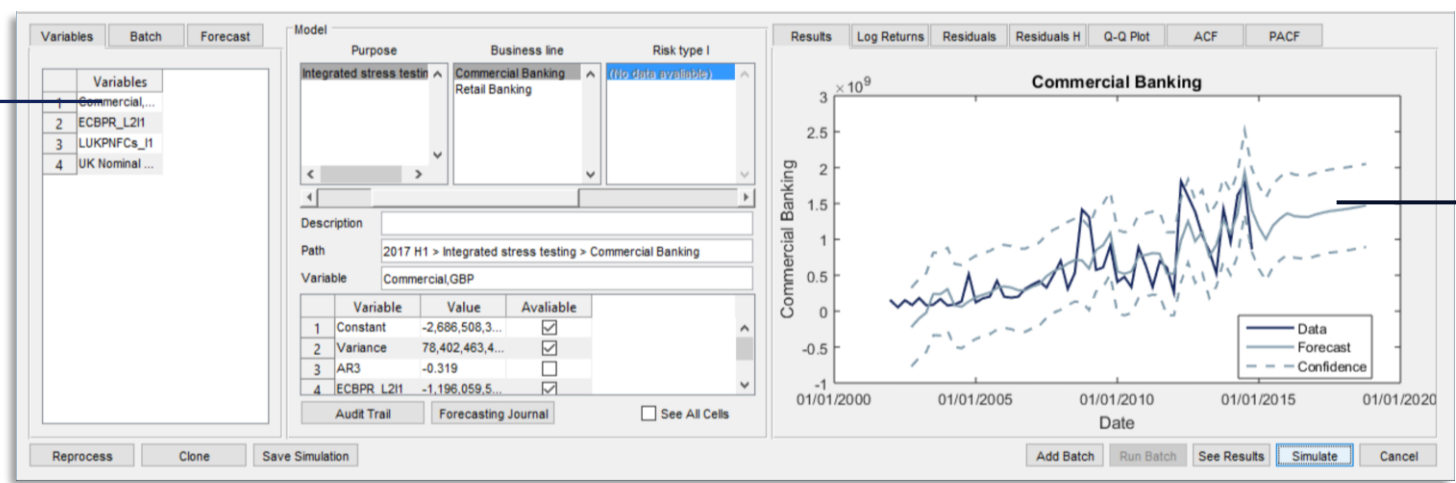 Variables Batch Forecast
Variables
1 Commercial,...
2 ECBPR_L2I1
3 LUKPNFCs_I1
4 UK Nominal ...
Model
Purpose Business line Risk type I
Integrated stress testin Commercial Banking (No data available)
Retail Banking
Description
Path 2017 H1 > Integrated stress testing > Commercial Banking
Variable Commercial,GBP
Variable Value Avaliable
1 Constant -2,686,508,3...
2 Variance 78,402,463,4...
3 AR3 -0.319
4 ECBPR_L2I1 -1,196,059,5...
Audit Trail Forecasting Journal See All Cells
Results Log Returns Residuals Residuals H Q-Q Plot ACF PACF
Commercial Banking
×10⁹
3
2.5
2
1.5
1
0.5
0
-0.5
-1
Commercial Banking
Data
Forecast
Confidence
01/01/2000 01/01/2005 01/01/2010 01/01/2015 01/01/2020
Date
Reprocess Clone Save Simulation Add Batch Run Batch See Results Simulate Cancel